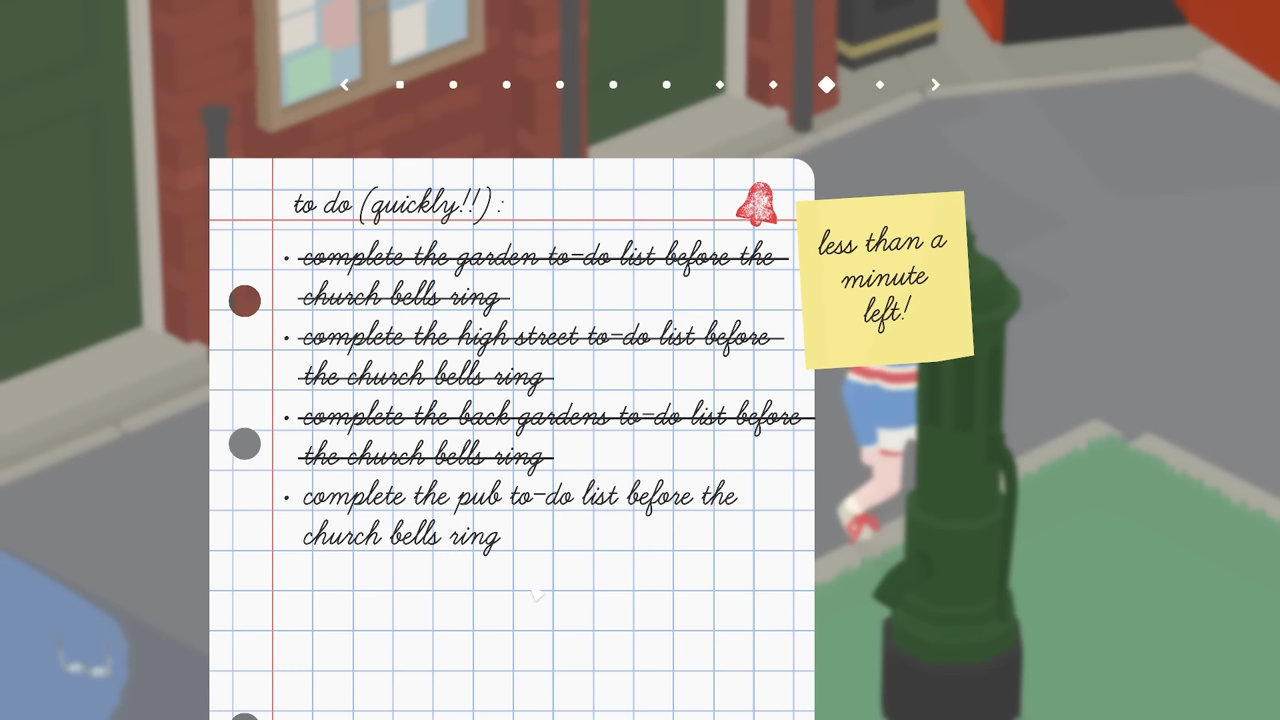 to do (quickly!!) :
• complete the garden to-do list before the
church bells ring
• complete the high street to-do list before
the church bells ring
• complete the back gardens to-do list before
the church bells ring
• complete the pub to-do list before the
church bells ring
less than a
minute
left!